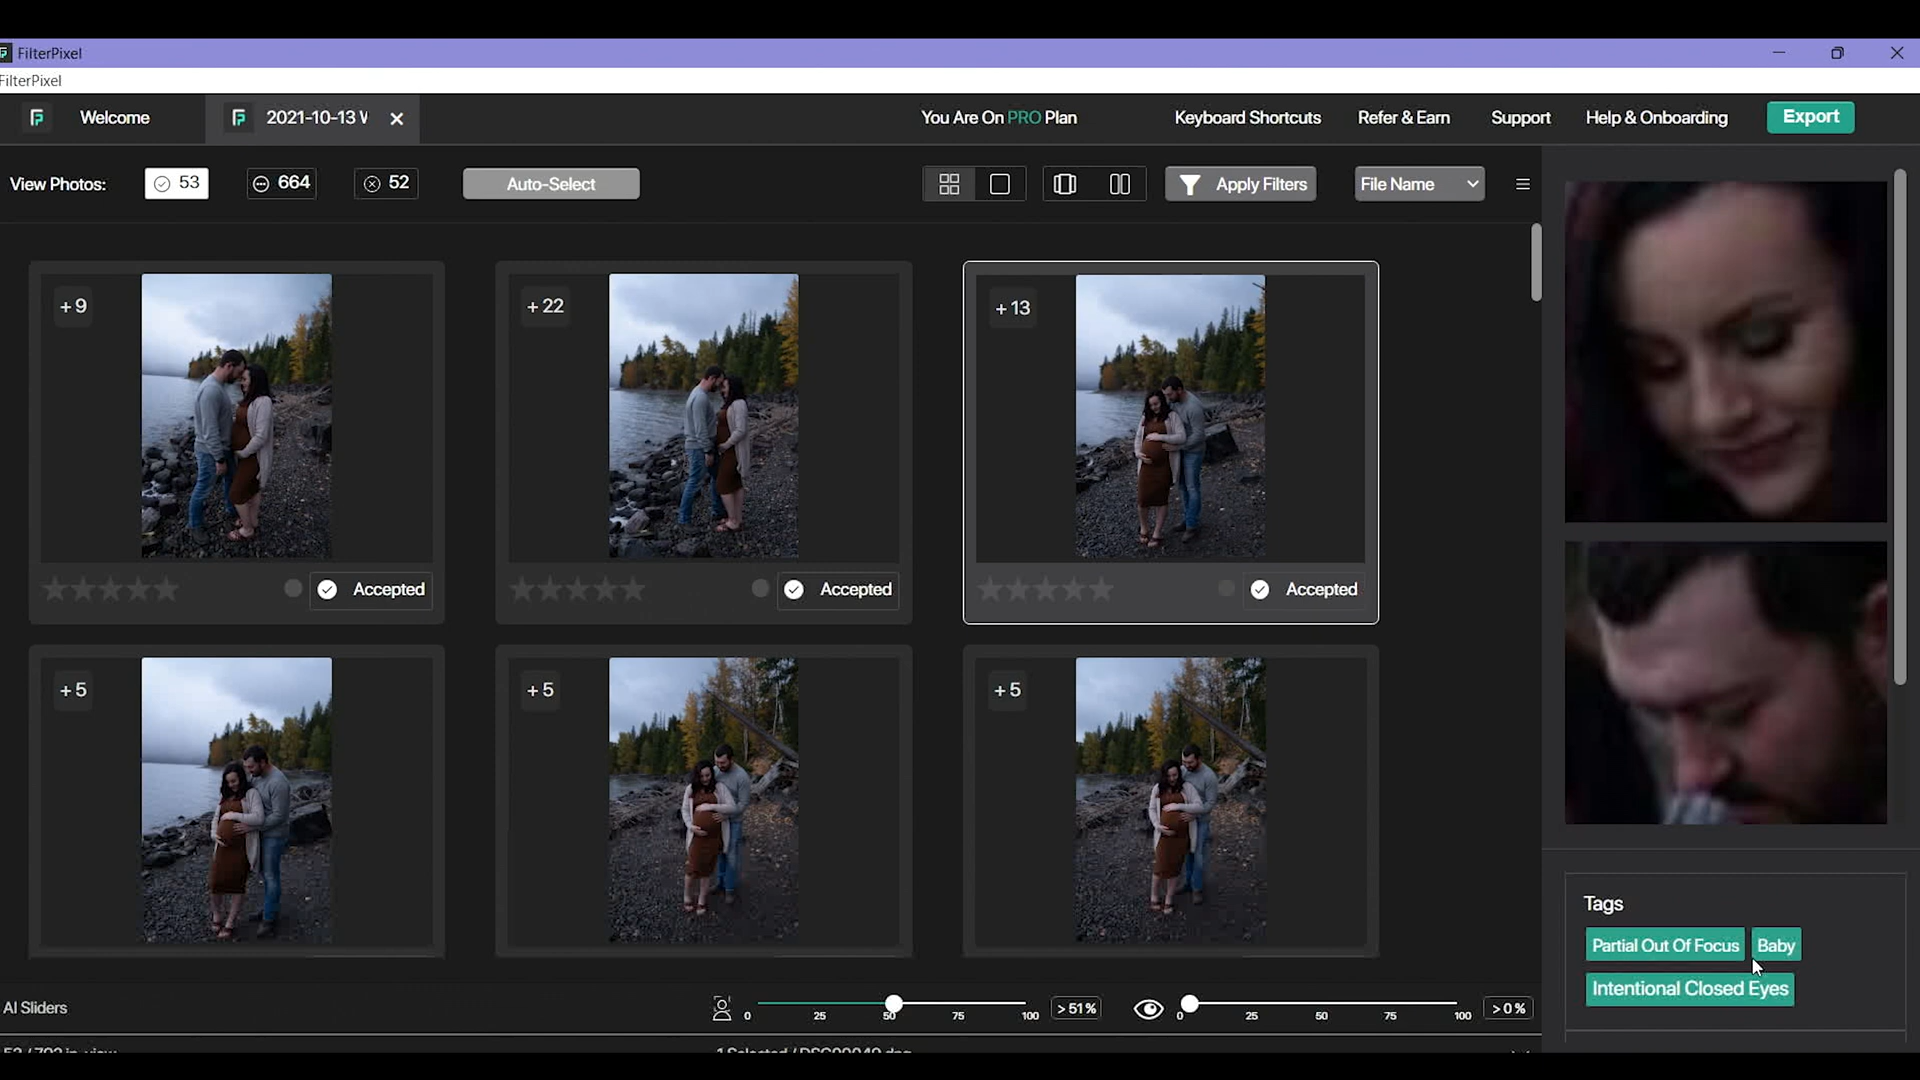 FilterPixel
FilterPixel
Welcome
2021-10-13 V
You Are On PRO Plan
Keyboard Shortcuts
Refer & Earn
Support
Help & Onboarding
Export
View Photos:
53
664
52
Auto-Select
Apply Filters
File Name
+9
+22
+13
Accepted
Accepted
Accepted
+5
+5
+5
Tags
Partial Out Of Focus
Baby
Intentional Closed Eyes
AI Sliders
0 25 50 75 100
>51%
0 25 50 75 100
>0%